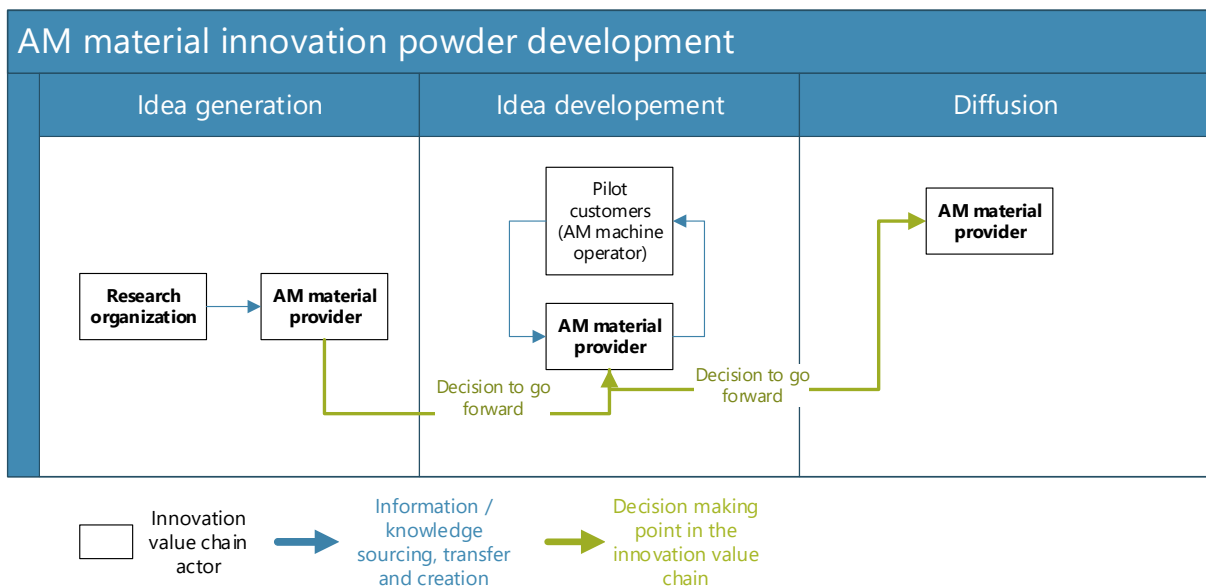 AM material innovation powder development
Idea generation
Idea developement
Diffusion
Pilot
customers
(AM machine
operator)
AM material
provider
Research
organization
AM material
provider
AM material
provider
Decision to go
forward
Decision to go
forward
Innovation
value chain
actor
Information /
knowledge
sourcing, transfer
and creation
Decision making
point in the
innovation value
chain